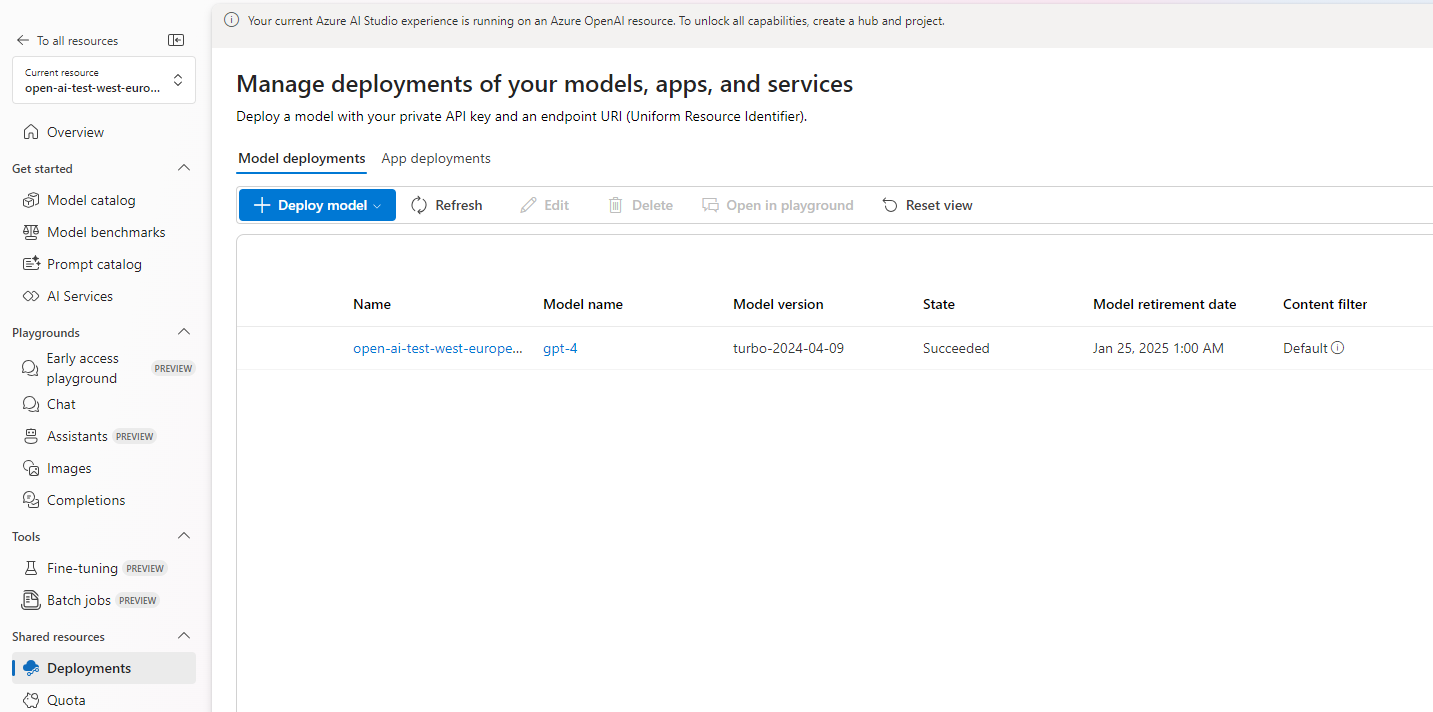 Your current Azure AI Studio experience is running on an Azure OpenAI resource. To unlock all capabilities, create a hub and project.
To all resources
Current resource
open-ai-test-west-euro...
Overview
Get started
Model catalog
Model benchmarks
Prompt catalog
AI Services
Playgrounds
Early access
playground
PREVIEW
Chat
Assistants PREVIEW
Images
Completions
Tools
Fine-tuning PREVIEW
Batch jobs PREVIEW
Shared resources
Deployments
Quota
Manage deployments of your models, apps, and services
Deploy a model with your private API key and an endpoint URI (Uniform Resource Identifier).
Model deployments App deployments
Deploy model Refresh Edit Delete Open in playground Reset view
Name Model name Model version State Model retirement date Content filter
open-ai-test-west-europe... gpt-4 turbo-2024-04-09 Succeeded Jan 25, 2025 1:00 AM Default